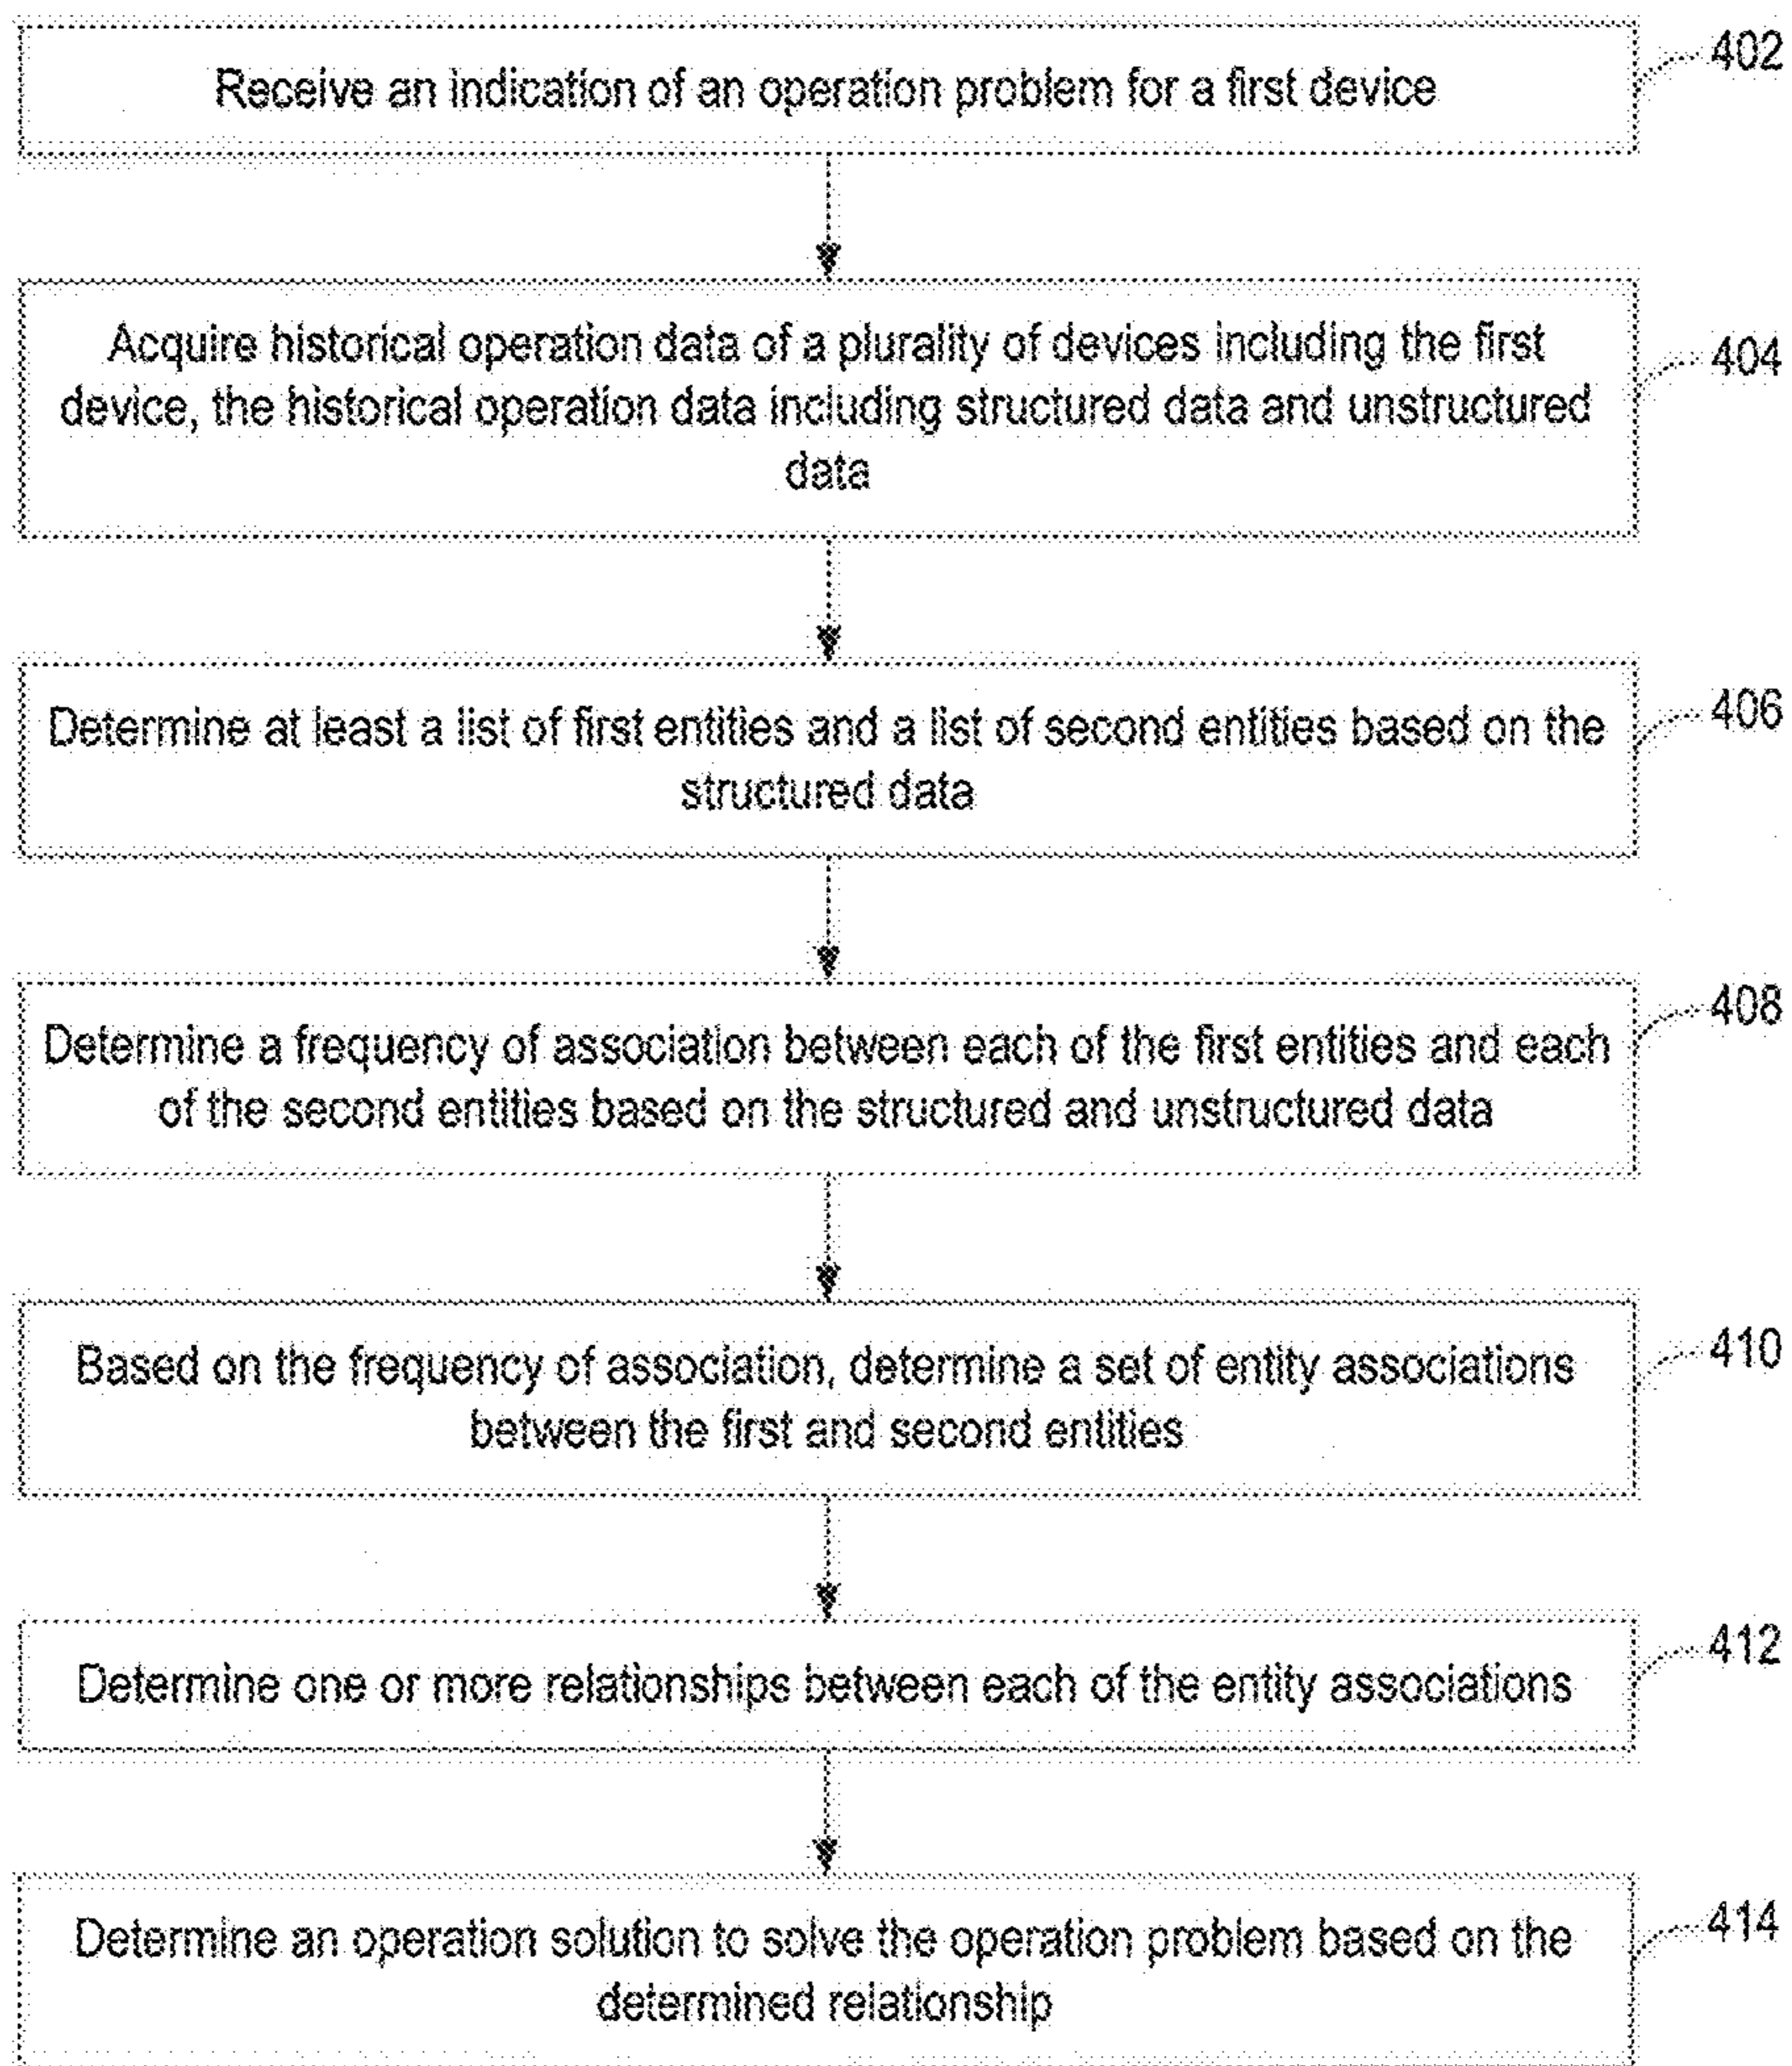 Receive an indication of an operation problem for a first device
402
Acquire historical operation data of a plurality of devices including the first
device, the historical operation data including structured data and unstructured
data
404
Determine at least a list of first entities and a list of second entities based on the
structured data
406
Determine a frequency of association between each of the first entities and each
of the second entities based on the structured and unstructured data
408
Based on the frequency of association, determine a set of entity associations
between the first and second entities
410
Determine one or more relationships between each of the entity associations
412
Determine an operation solution to solve the operation problem based on the
determined relationship
414